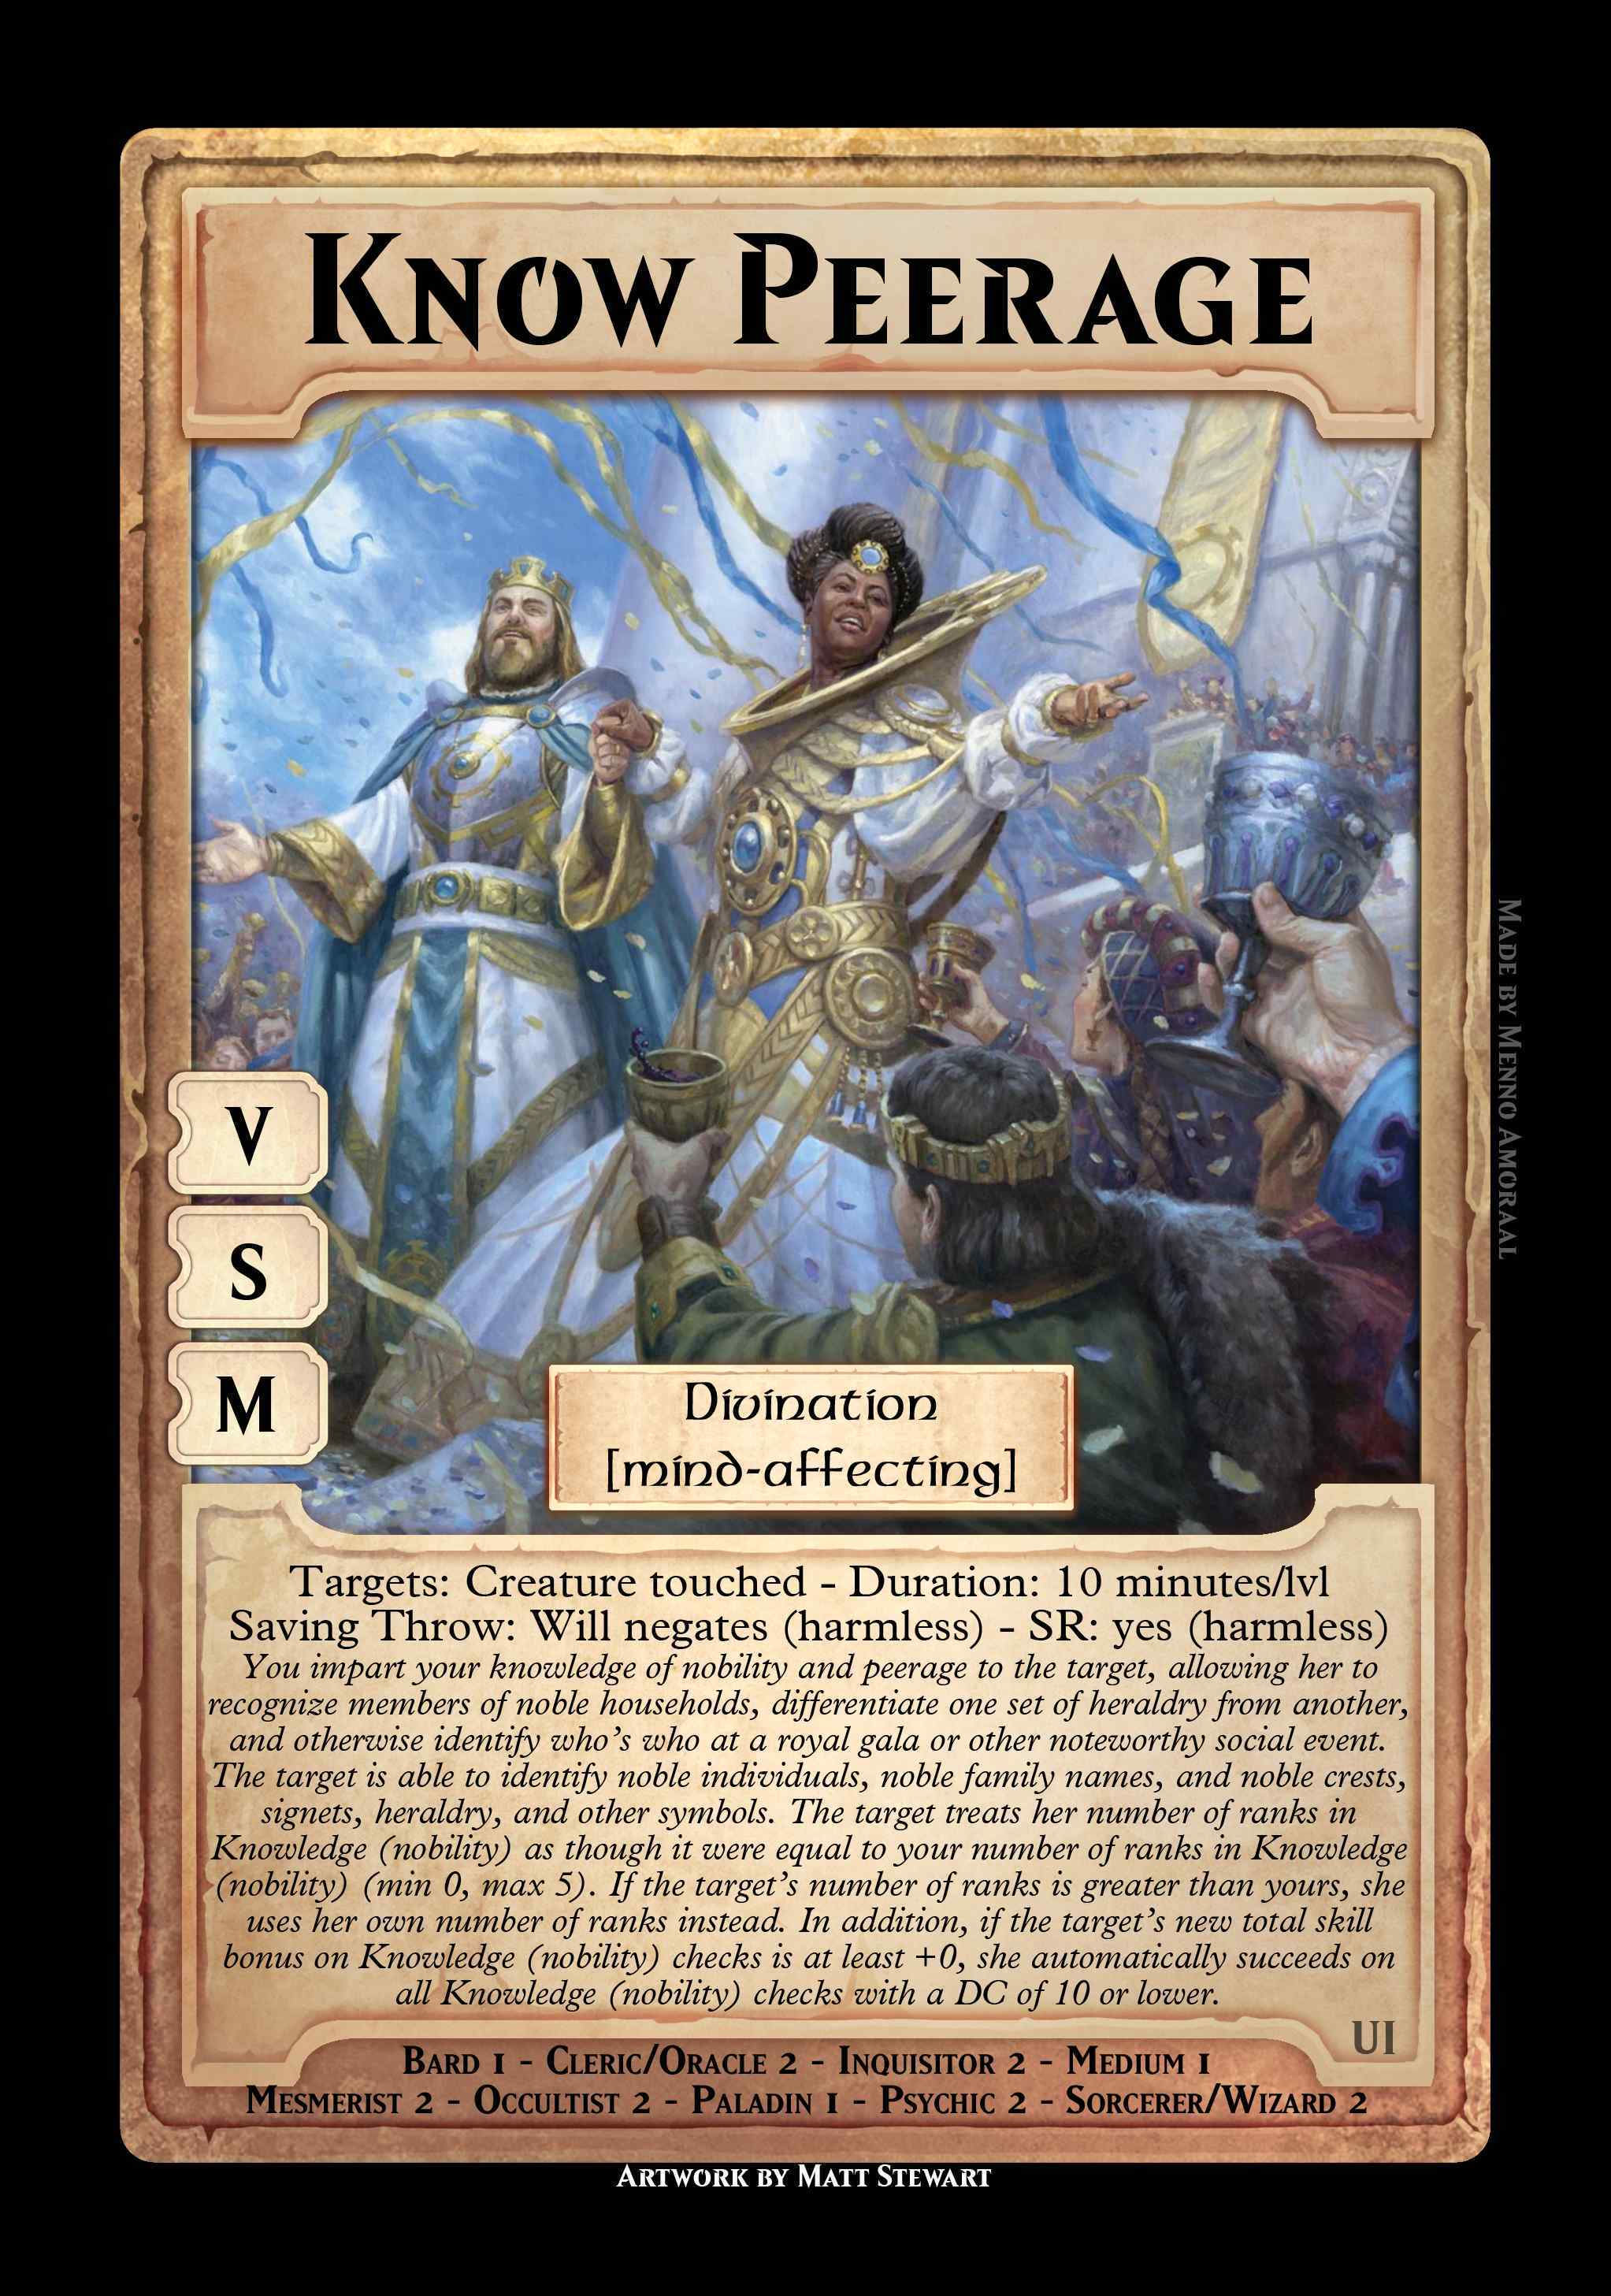 Know Peerage
V
S
M
Divination
[mind-affecting]
Targets: Creature touched - Duration: 10 minutes/lvl
Saving Throw: Will negates (harmless) - SR: yes (harmless)
You impart your knowledge of nobility and peerage to the target, allowing her to
recognize members of noble households, differentiate one set of heraldry from another,
and otherwise identify who's who at a royal gala or other noteworthy social event.
The target is able to identify noble individuals, noble family names, and noble crests,
signets, heraldry, and other symbols. The target treats her number of ranks in
Knowledge (nobility) as though it were equal to your number of ranks in Knowledge
(nobility) (min 0, max 5). If the target's number of ranks is greater than yours, she
uses her own number of ranks instead. In addition, if the target's new total skill
bonus on Knowledge (nobility) checks is at least +0, she automatically succeeds on
all Knowledge (nobility) checks with a DC of 10 or lower.
UI
Bard 1 - Cleric/Oracle 2 - Inquisitor 2 - Medium 1
Mesmerist 2 - Occultist 2 - Paladin 1 - Psychic 2 - Sorcerer/Wizard 2
Artwork by Matt Stewart
Made by Menno Amoraal